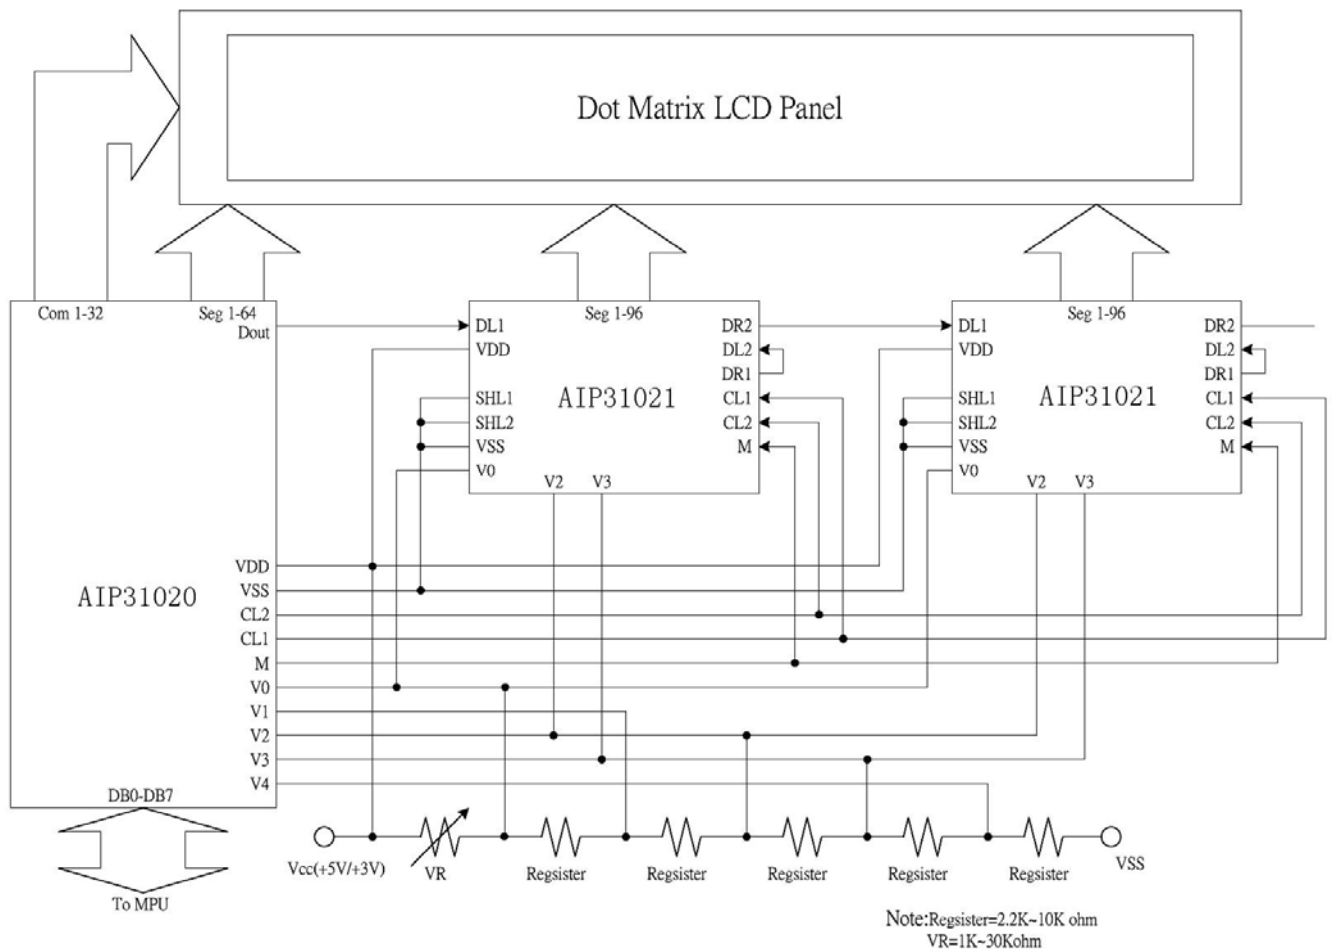 Dot Matrix LCD Panel
Com 1-32
Seg 1-64
Dout
Seg 1-96
DL1
VDD
SHL1
SHL2
VSS
V0
V2
V3
AIP31021
DR2
DL2
DR1
CL1
CL2
M
Seg 1-96
DL1
VDD
SHL1
SHL2
VSS
V0
V2
V3
AIP31021
DR2
DL2
DR1
CL1
CL2
M
AIP31020
VDD
VSS
CL2
CL1
M
V0
V1
V2
V3
V4
DB0-DB7
To MPU
Vcc(+5V/+3V)
VR
Regsister
Regsister
Regsister
Regsister
Regsister
VSS
Note:Regsister=2.2K~10K ohm
VR=1K~30Kohm